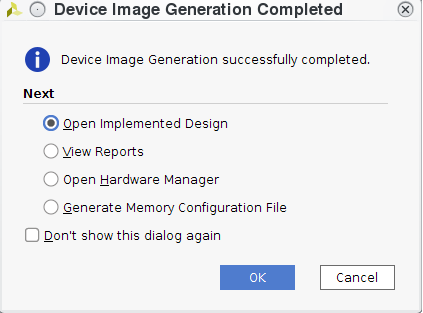 Device Image Generation Completed
Device Image Generation successfully completed.
Next
Open Implemented Design
View Reports
Open Hardware Manager
Generate Memory Configuration File
Don't show this dialog again
OK
Cancel